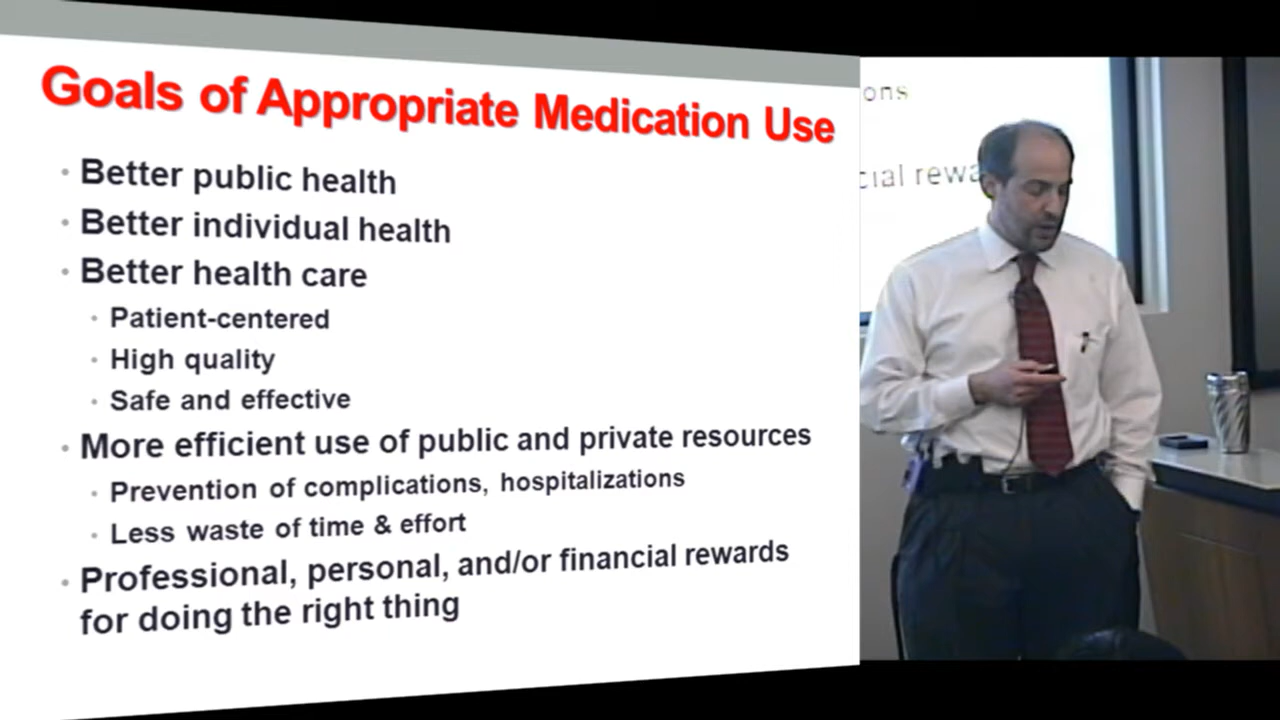 Goals of Appropriate Medication Use
Better public health
Better individual health
Better health care
Patient-centered
High quality
Safe and effective
More efficient use of public and private resources
Prevention of complications, hospitalizations
Less waste of time & effort
Professional, personal, and/or financial rewards
for doing the right thing
ons
cial rewa